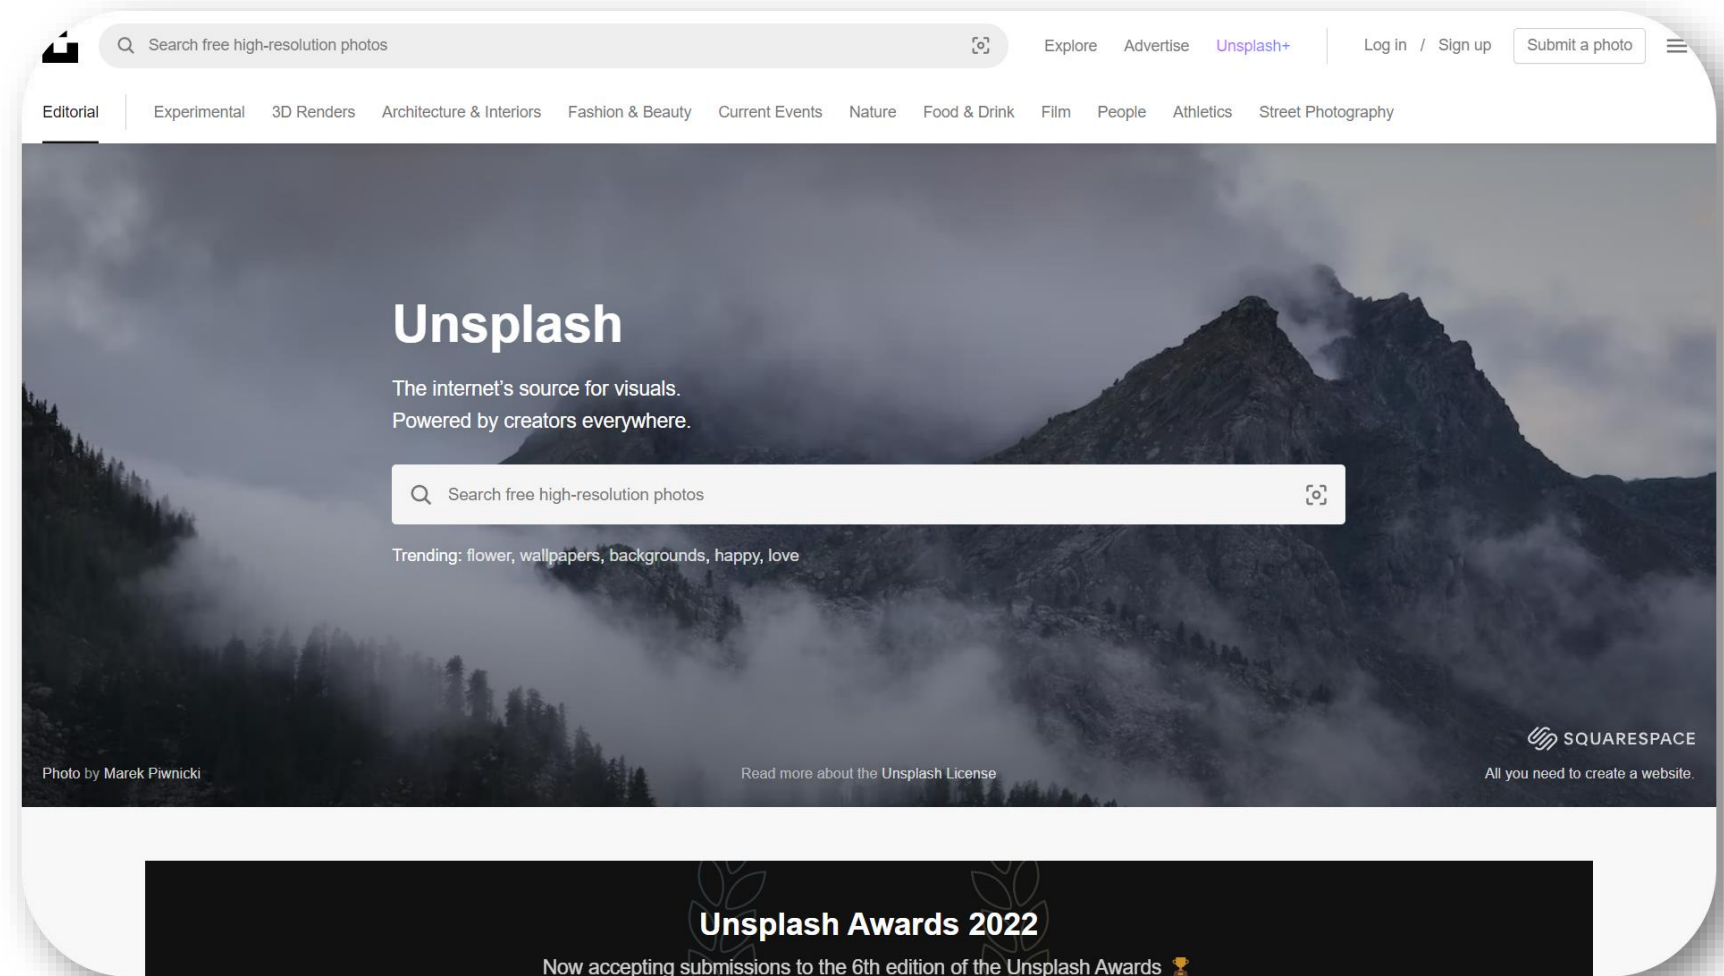 Search free high-resolution photos
Explore Advertise Unsplash+ Log in / Sign up Submit a photo
Editorial Experimental 3D Renders Architecture & Interiors Fashion & Beauty Current Events Nature Food & Drink Film People Athletics Street Photography
Unsplash
The internet's source for visuals.
Powered by creators everywhere.
Search free high-resolution photos
Trending: flower, wallpapers, backgrounds, happy, love
SQUARESPACE
Photo by Marek Piwnicki
Read more about the Unsplash License
All you need to create a website.
Unsplash Awards 2022
Now accepting submissions to the 6th edition of the Unsplash Awards 🏆